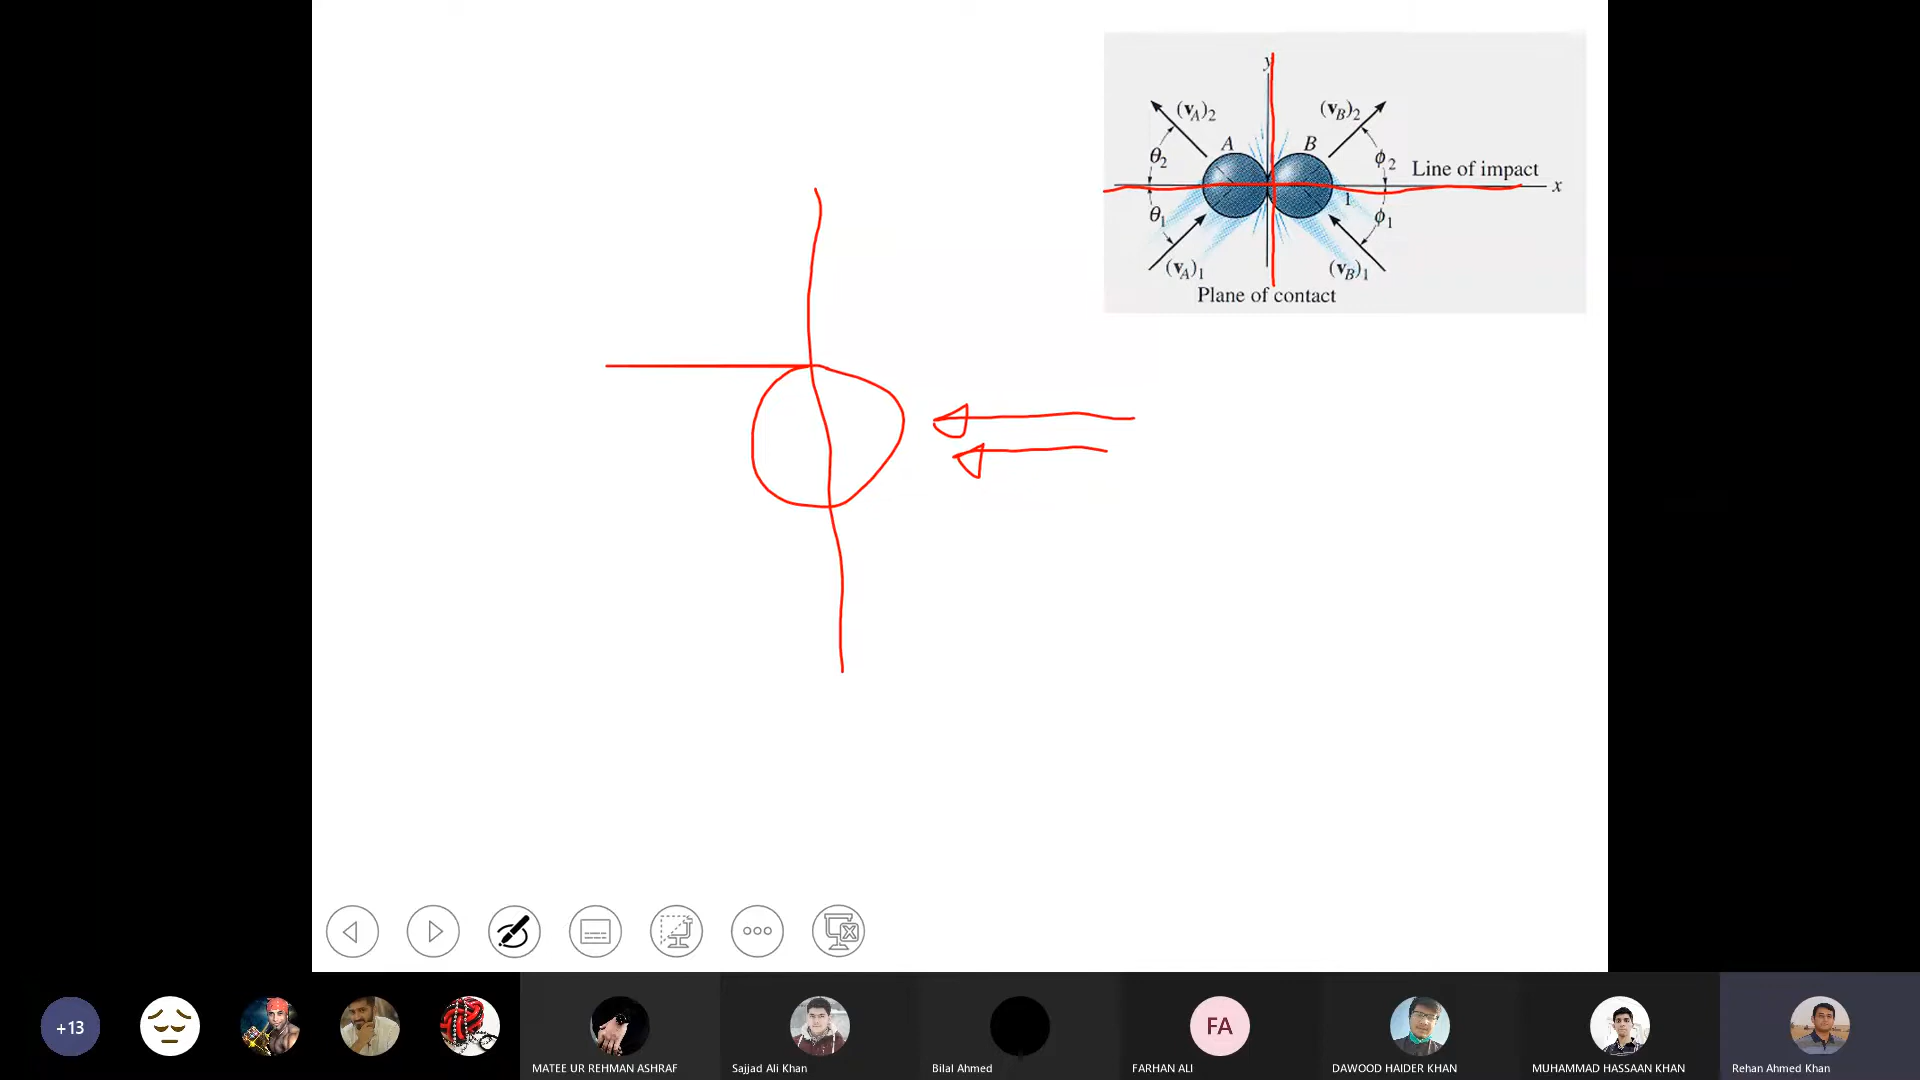 y
(vA)2
(vB)2
A
B
θ2
ϕ2
Line of impact
x
1
θ1
ϕ1
(vA)1
(vB)1
Plane of contact
+13
MATEE UR REHMAN ASHRAF
Sajjad Ali Khan
Bilal Ahmed
FA
FARHAN ALI
DAWOOD HAIDER KHAN
MUHAMMAD HASSAAN KHAN
Rehan Ahmed Khan